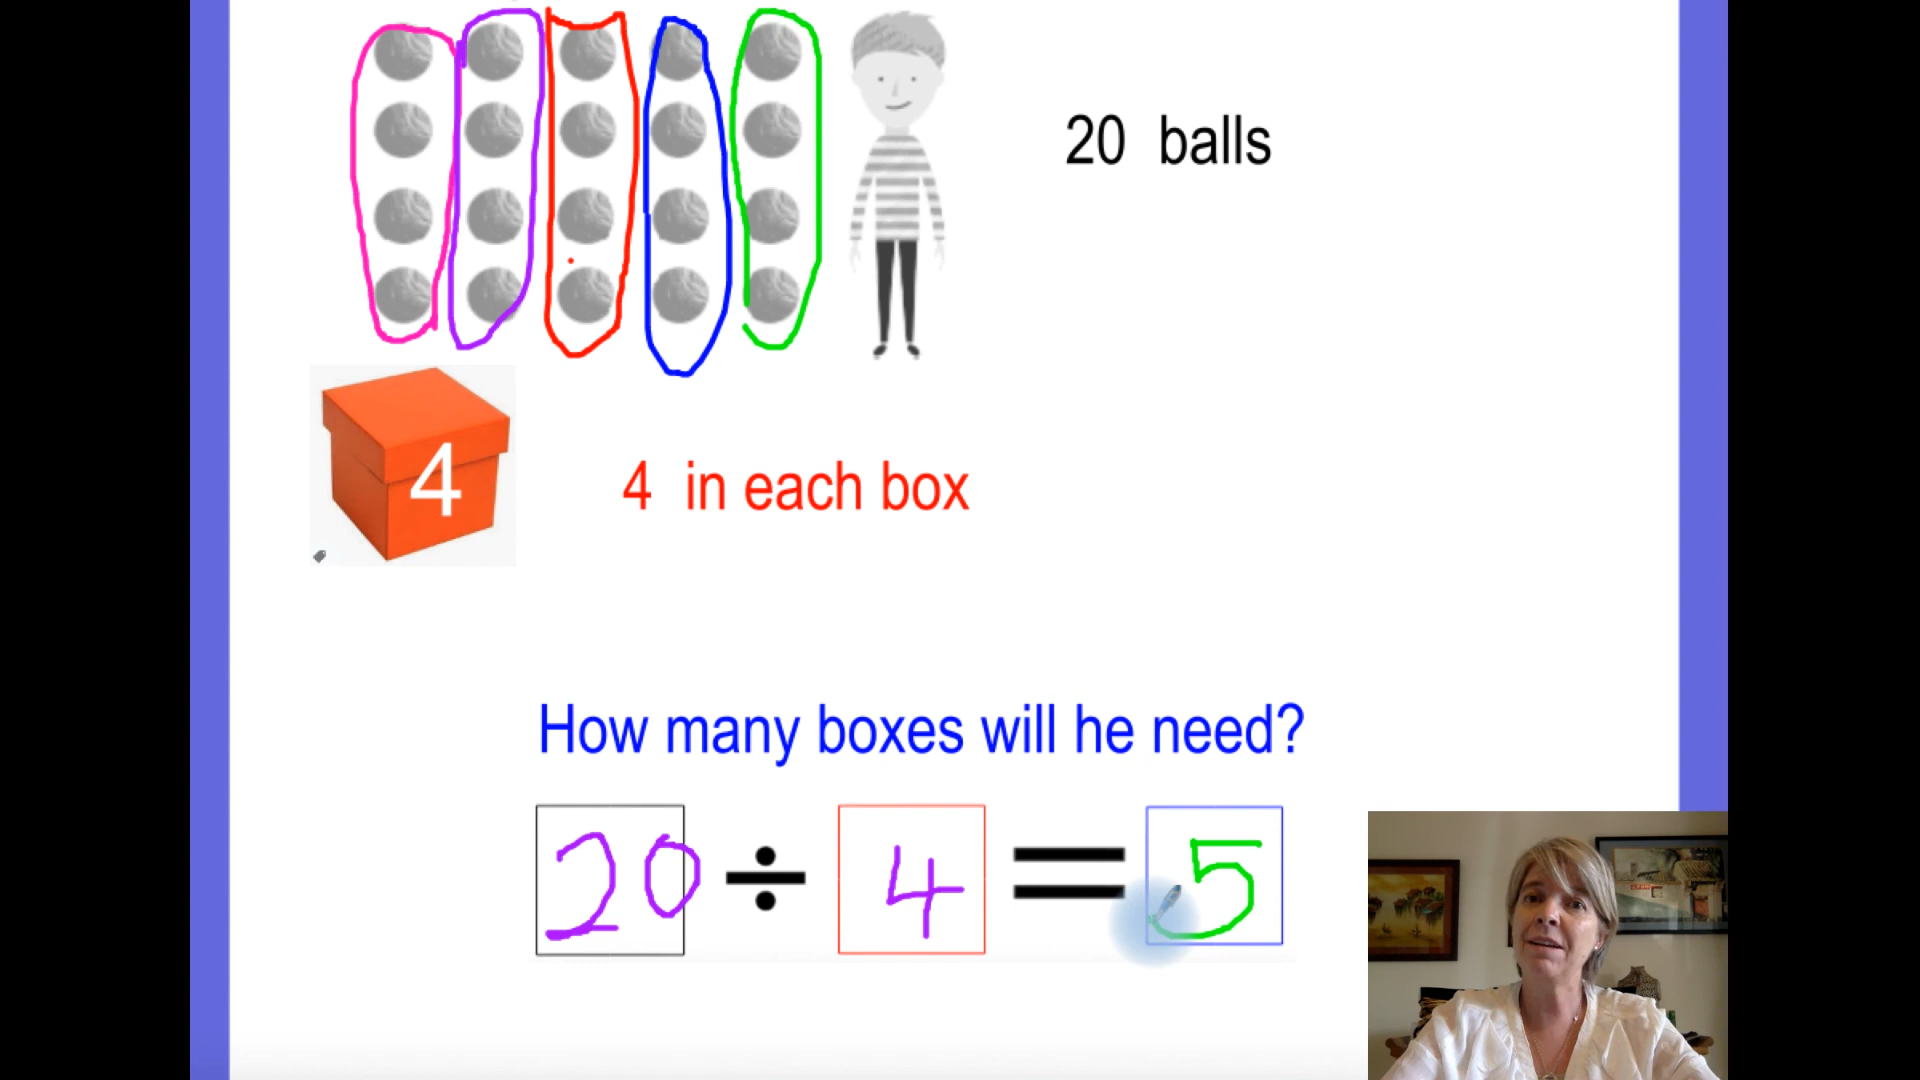 20 balls
4
4 in each box
How many boxes will he need?
20 ÷ 4 = 5